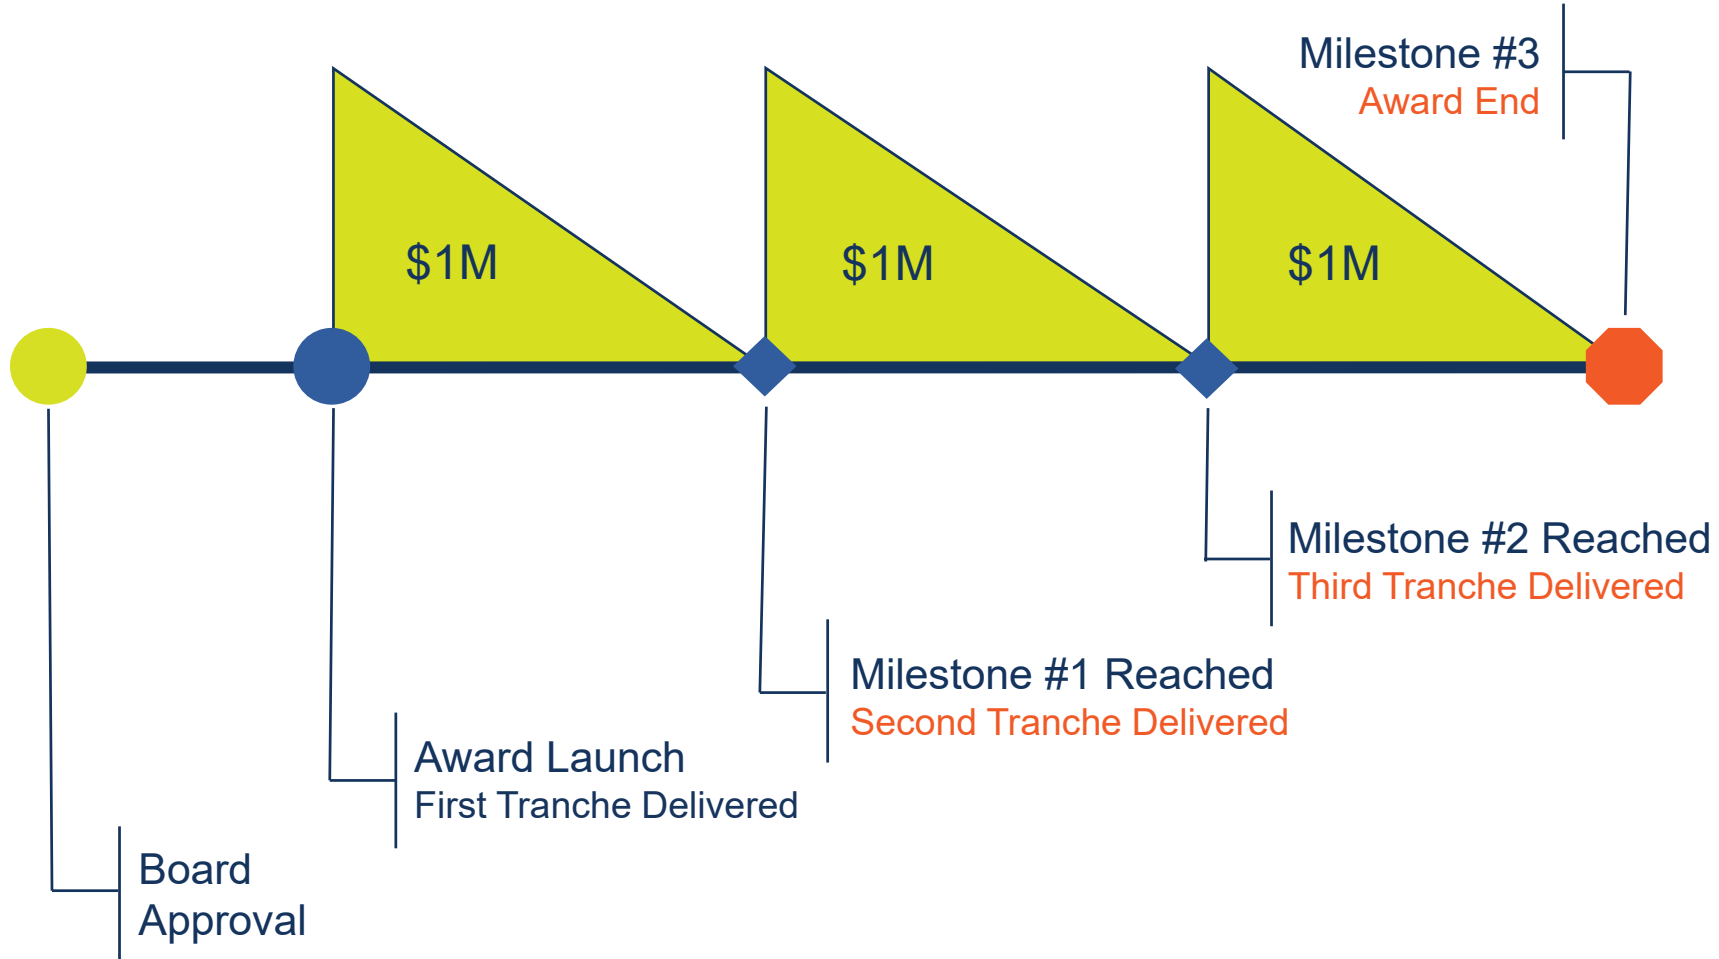 Milestone #3
Award End
$1M
$1M
$1M
Milestone #2 Reached
Third Tranche Delivered
Milestone #1 Reached
Second Tranche Delivered
Award Launch
First Tranche Delivered
Board
Approval